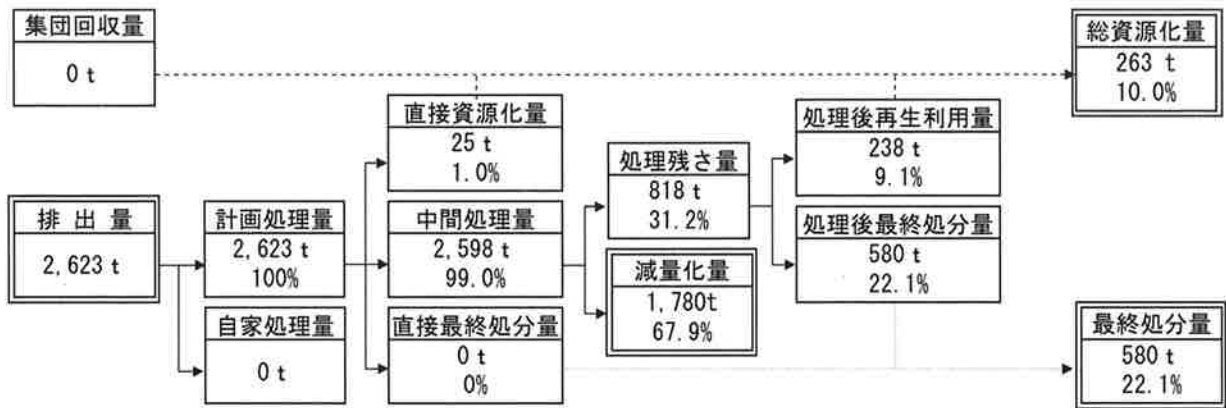 集団回収量
0 t
総資源化量
263 t
10.0%
直接資源化量
25 t
1.0%
処理後再生利用量
238 t
9.1%
処理残さ量
818 t
31.2%
排 出 量
2,623 t
計画処理量
2,623 t
100%
中間処理量
2,598 t
99.0%
処理後最終処分量
580 t
22.1%
減量化量
1,780t
67.9%
自家処理量
0 t
直接最終処分量
0 t
0%
最終処分量
580 t
22.1%